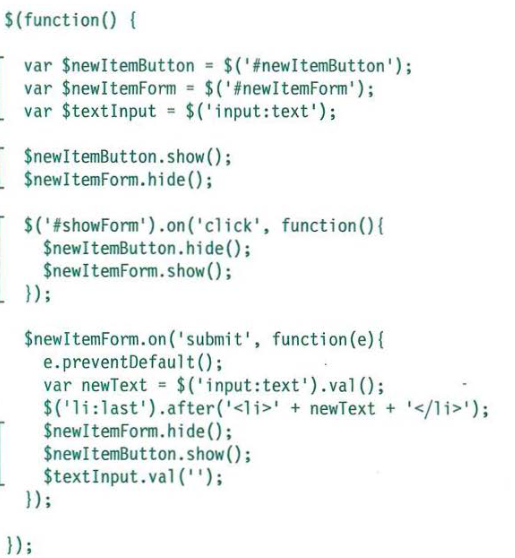 $(function() {
var $newItemButton = $('#newItemButton');
var $newItemForm = $('#newItemForm');
var $textInput = $('input:text');
$newItemButton.show();
$newItemForm.hide();
$('#showForm').on('click', function(){
$newItemButton.hide();
$newItemForm.show();
});
$newItemForm.on('submit', function(e){
e.preventDefault();
var newText = $('input:text').val();
$('li:last').after('<li>' + newText + '</li>');
$newItemForm.hide();
$newItemButton.show();
$textInput.val('');
});
});